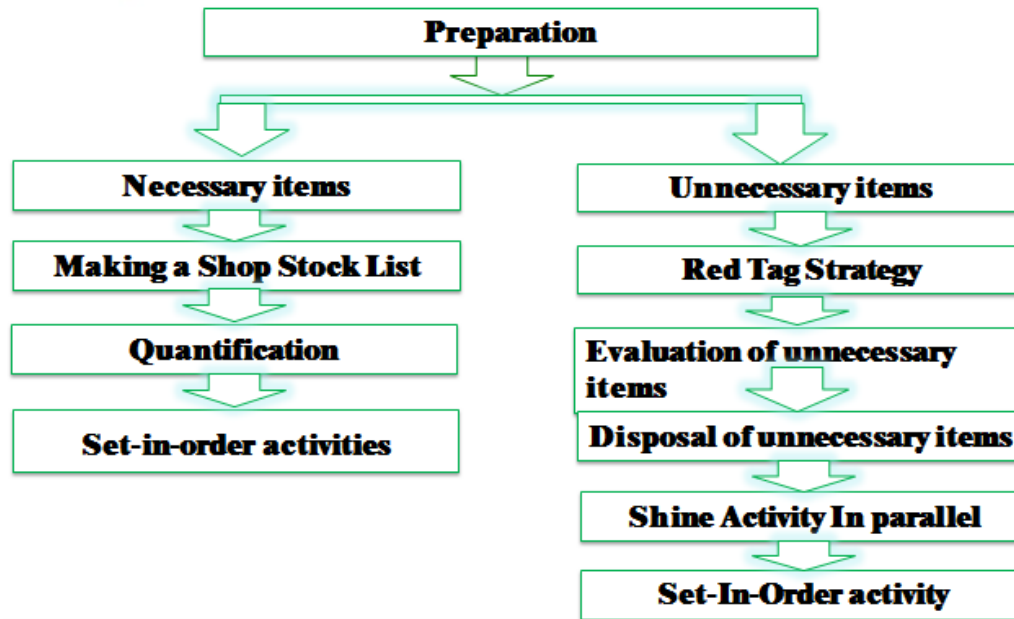 Preparation
Necessary items
Making a Shop Stock List
Quantification
Set-in-order activities
Unnecessary items
Red Tag Strategy
Evaluation of unnecessary
items
Disposal of unnecessary items
Shine Activity In parallel
Set-In-Order activity